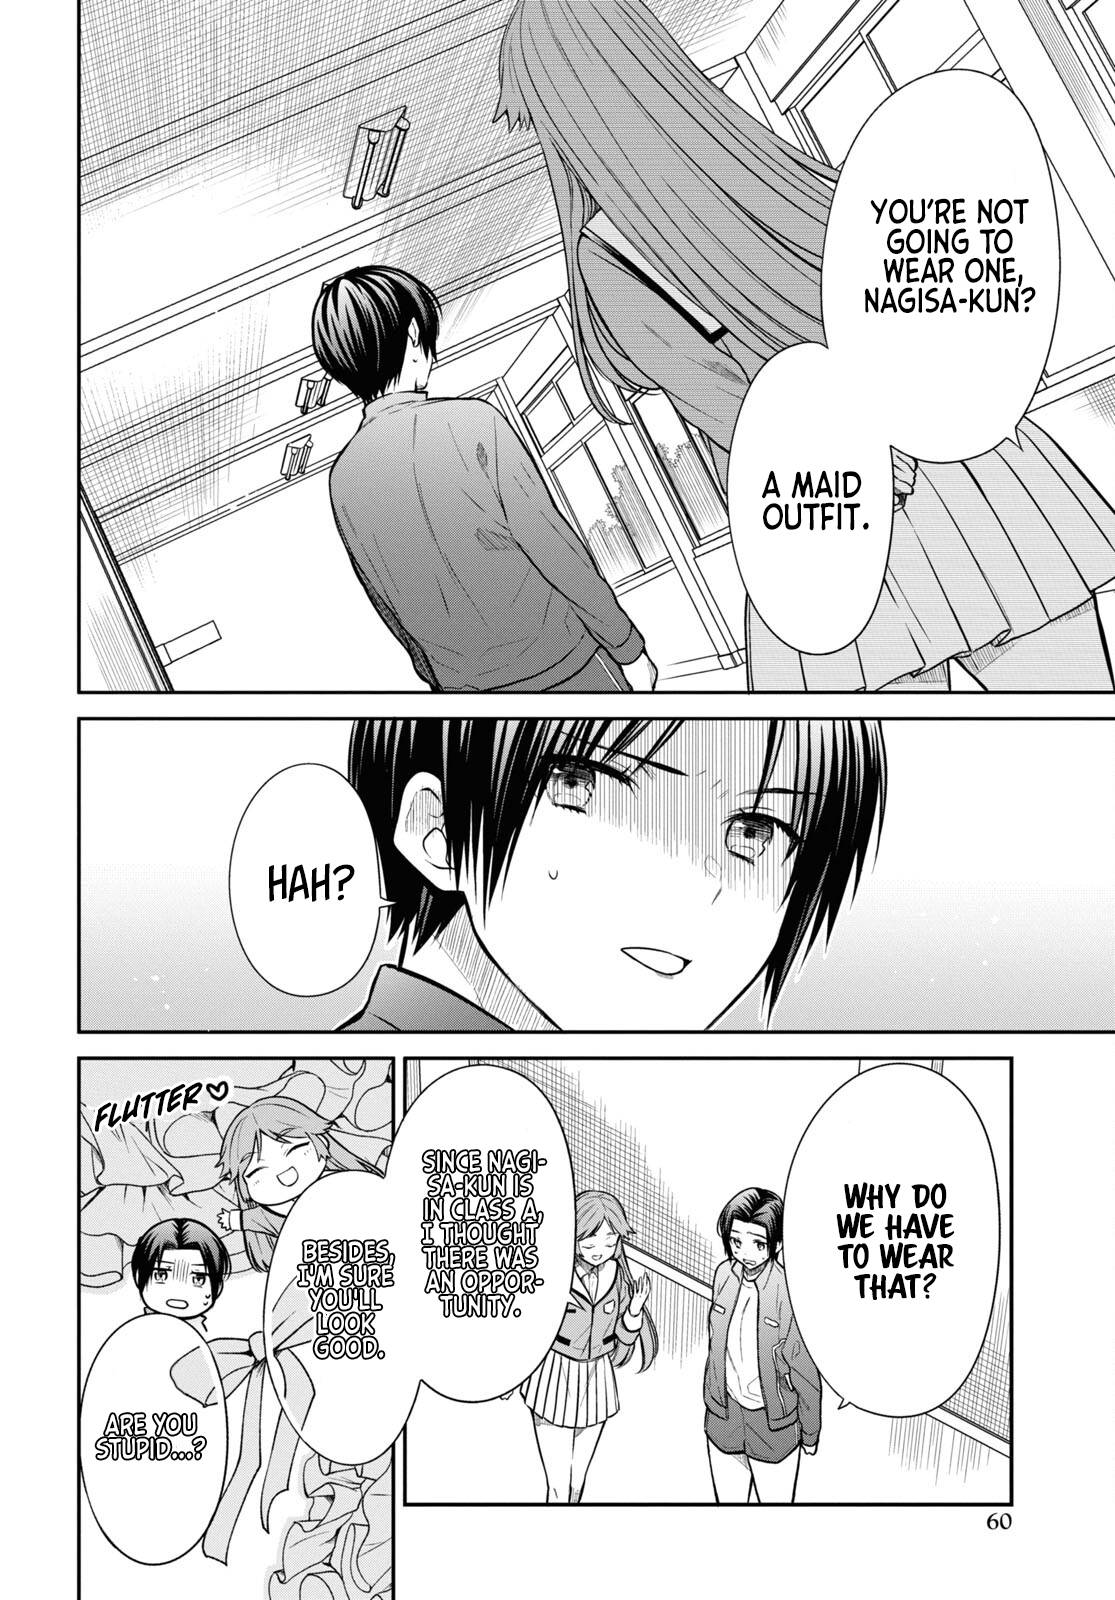 YOU'RE NOT
GOING TO
WEAR ONE,
NAGISA-KUN?
A MAID
OUTFIT.
HAH?
WHY DO
WE HAVE
TO WEAR
THAT?
SINCE NAGI-
SA-KUN IS
IN CLASS A,
I THOUGHT
THERE WAS
AN OPPOR-
TUNITY.
BESIDES,
I'M SURE
YOU'LL
LOOK
GOOD.
FLUTTER♡
ARE YOU
STUPID...?
60